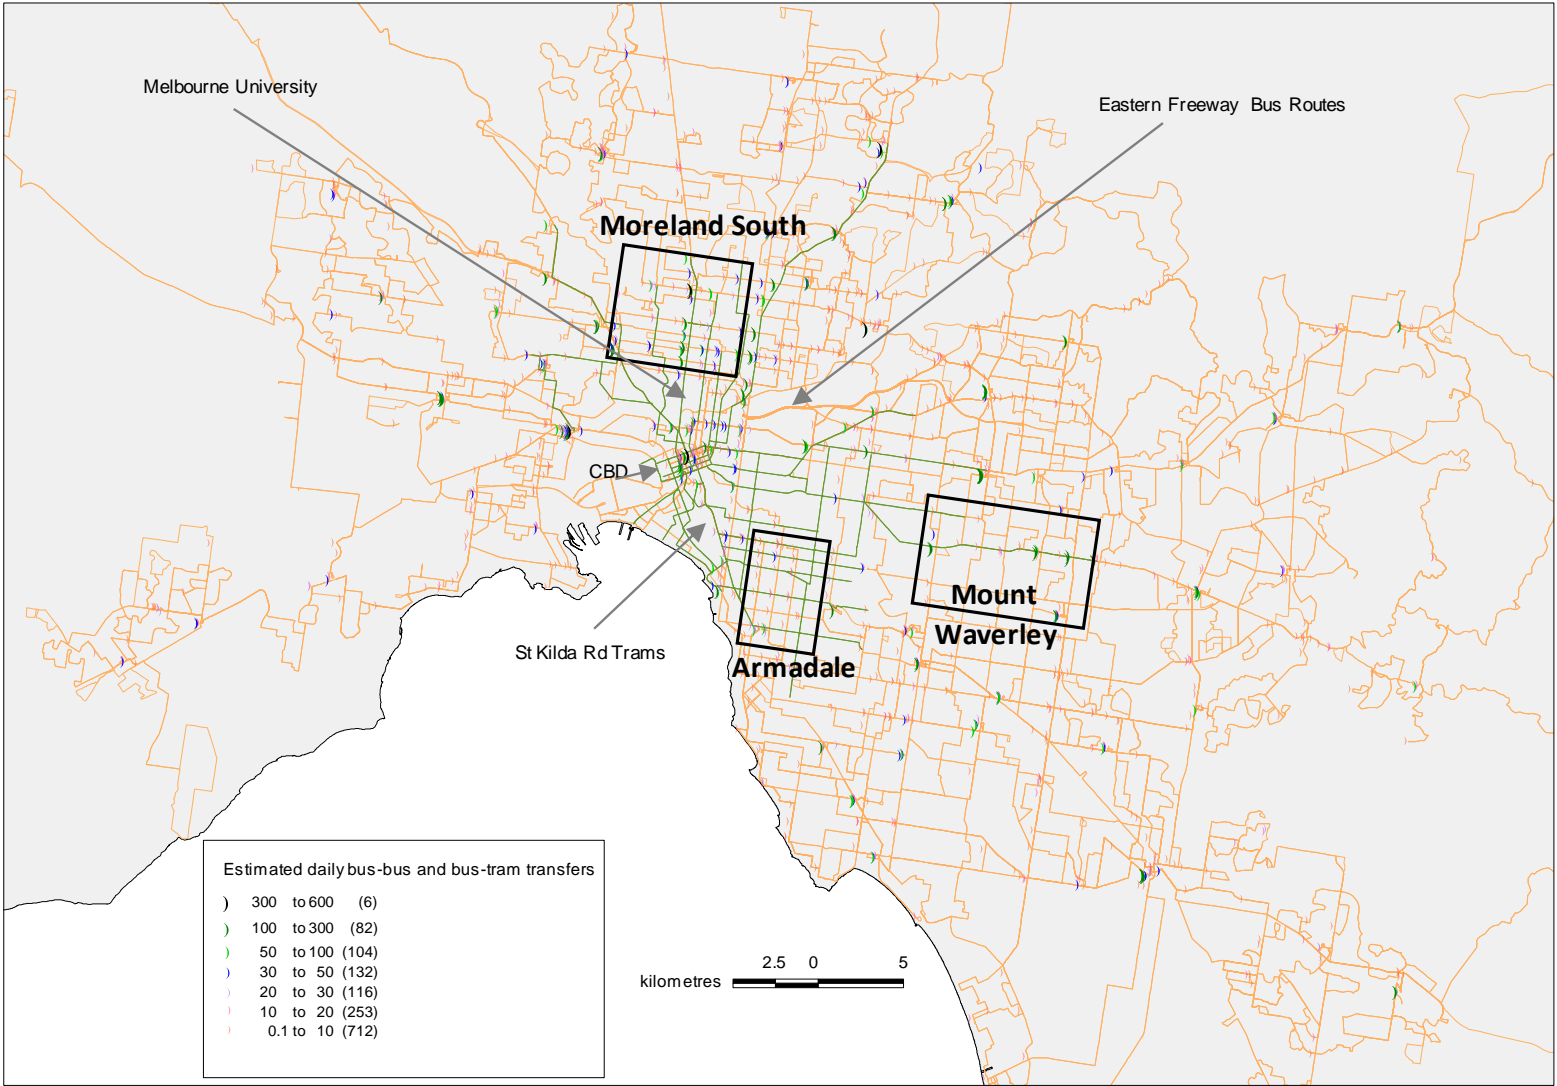 Melbourne University
Eastern Freeway Bus Routes
Moreland South
CBD
Mount
Waverley
St Kilda Rd Trams
Armadale
Estimated daily bus-bus and bus-tram transfers
300 to 600 (6)
100 to 300 (82)
50 to 100 (104)
30 to 50 (132)
20 to 30 (116)
10 to 20 (253)
0.1 to 10 (712)
2.5 0 5
kilometres